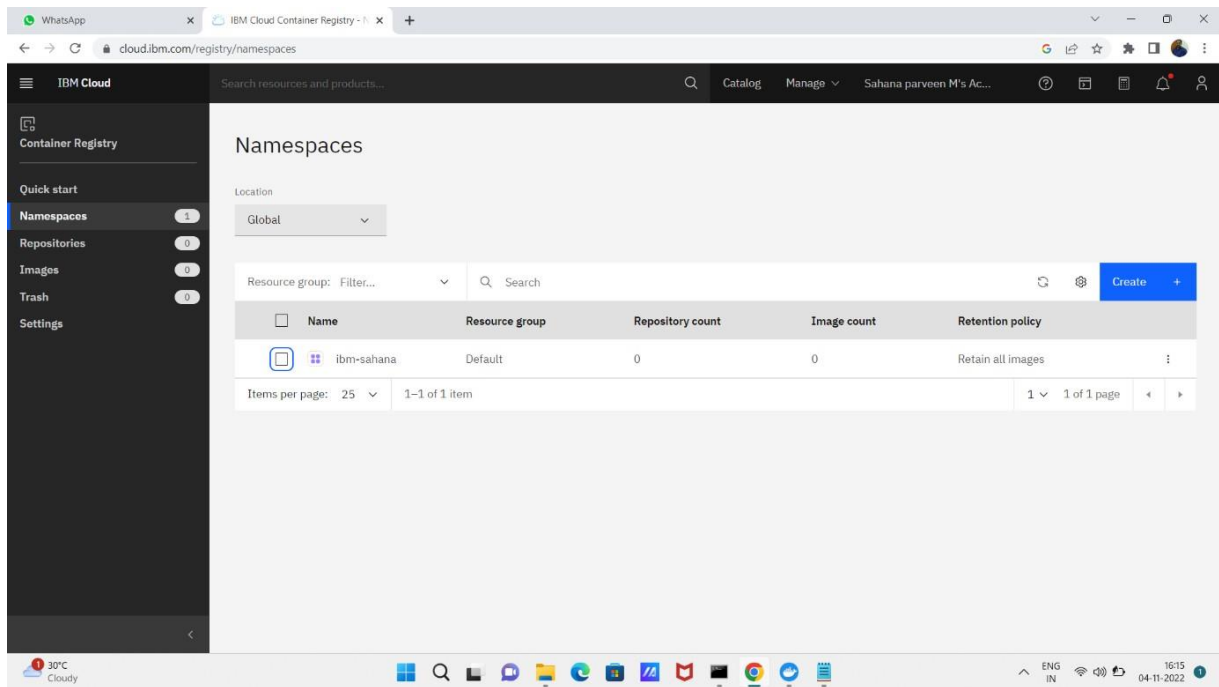 WhatsApp
IBM Cloud Container Registry - N
cloud.ibm.com/registry/namespaces
IBM Cloud
Search resources and products...
Catalog
Manage
Sahana parveen M's Ac...
Container Registry
Quick start
Namespaces 1
Repositories 0
Images 0
Trash 0
Settings
Namespaces
Location
Global
Resource group: Filter...
Search
Create +
Name Resource group Repository count Image count Retention policy
ibm-sahana Default 0 0 Retain all images
Items per page: 25 1–1 of 1 item 1 1 of 1 page
1 30°C
Cloudy
ENG
IN
16:15
04-11-2022
1